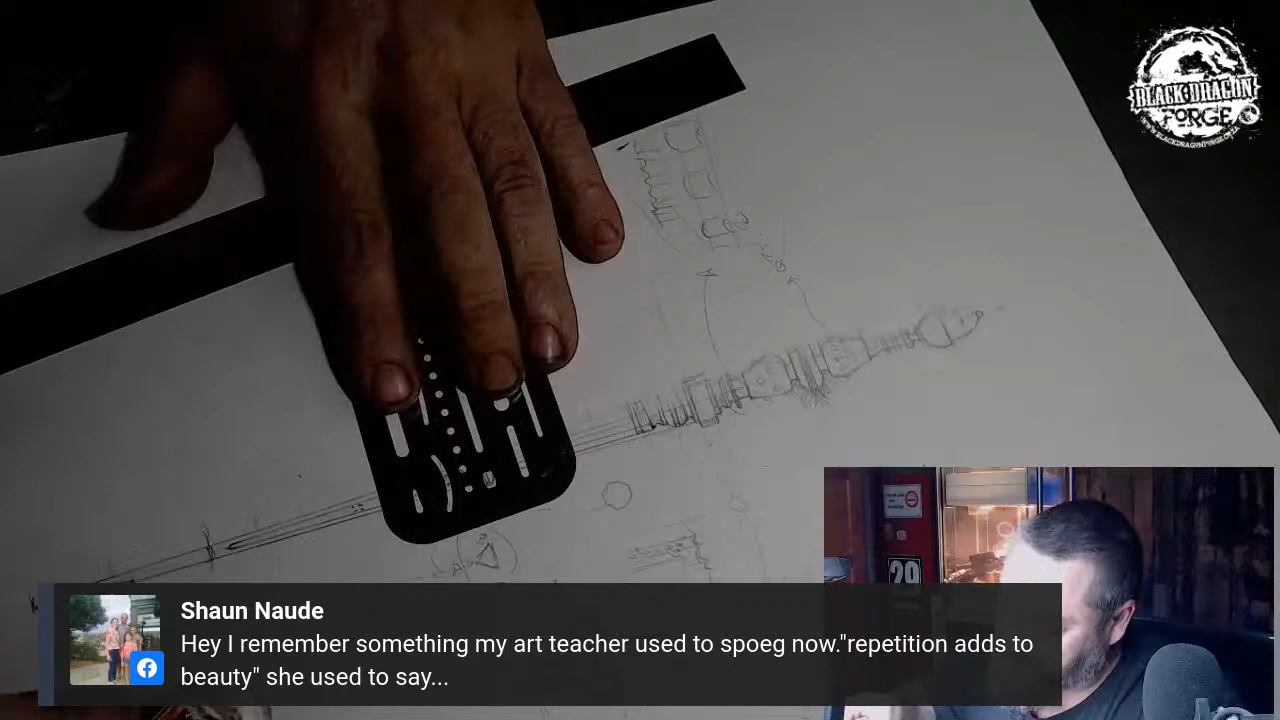 BLACK DRAGON
FORGE
Shaun Naude
Hey I remember something my art teacher used to spoeg now."repetition adds to
beauty" she used to say...
29